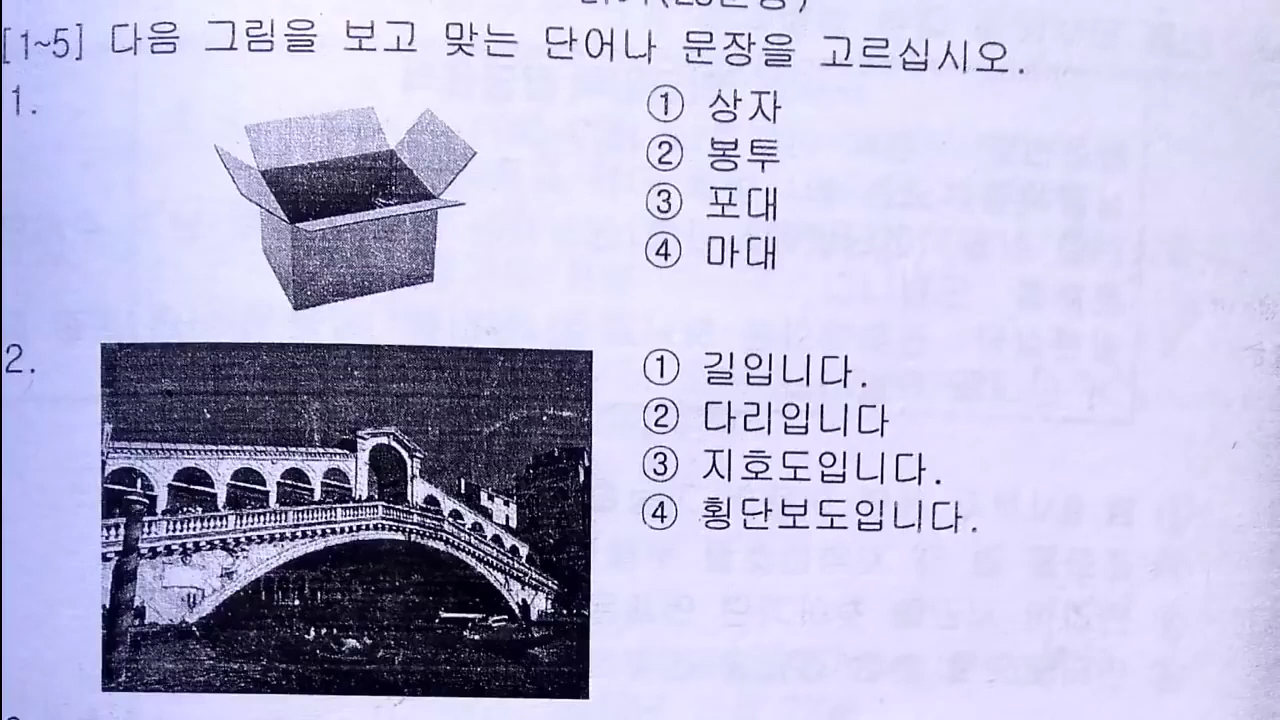 [1~5] 다음 그림을 보고 맞는 단어나 문장을 고르십시오.
1.
① 상자
② 봉투
③ 포대
④ 마대
2.
① 길입니다.
② 다리입니다
③ 지호도입니다.
④ 횡단보도입니다.